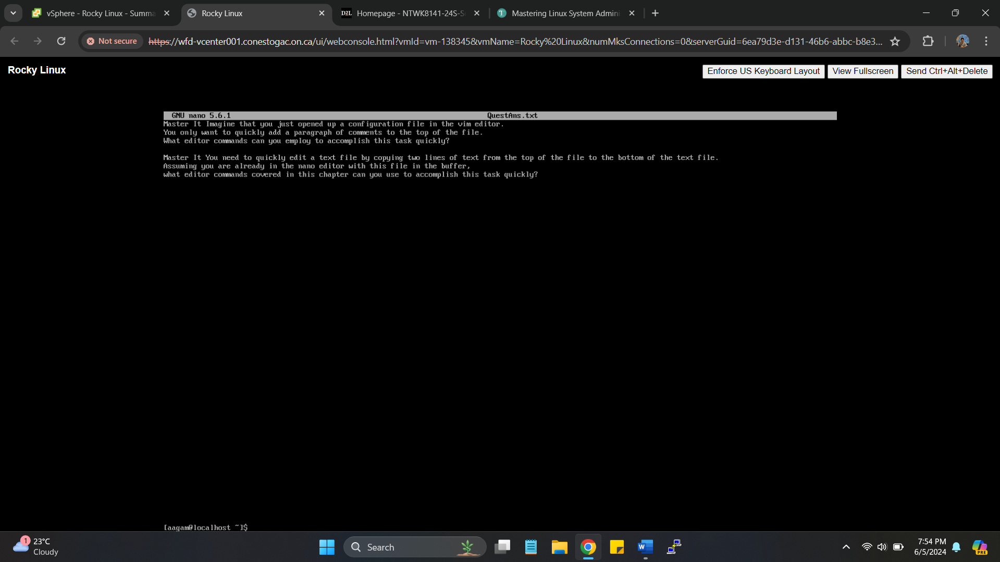 vSphere - Rocky Linux - Summa
Rocky Linux
D2L Homepage - NTWK8141-24S-Se
Mastering Linux System Admini
Not secure
https://wfd-vcenter001.conestogac.on.ca/ui/webconsole.html?vmId=vm-138345&vmName=Rocky%20Linux&numMksConnections=0&serverGuid=6ea79d3e-d131-46b6-abbc-b8e3...
Rocky Linux
Enforce US Keyboard Layout
View Fullscreen
Send Ctrl+Alt+Delete
GNU nano 5.6.1 QuestAns.txt
Master It Imagine that you just opened up a configuration file in the vim editor.
You only want to quickly add a paragraph of comments to the top of the file.
What editor commands can you employ to accomplish this task quickly?
Master It You need to quickly edit a text file by copying two lines of text from the top of the file to the bottom of the text file.
Assuming you are already in the nano editor with this file in the buffer,
what editor commands covered in this chapter can you use to accomplish this task quickly?
[aagam@localhost ~]$
1
23°C
Cloudy
Search
W
7:54 PM
6/5/2024
PRE